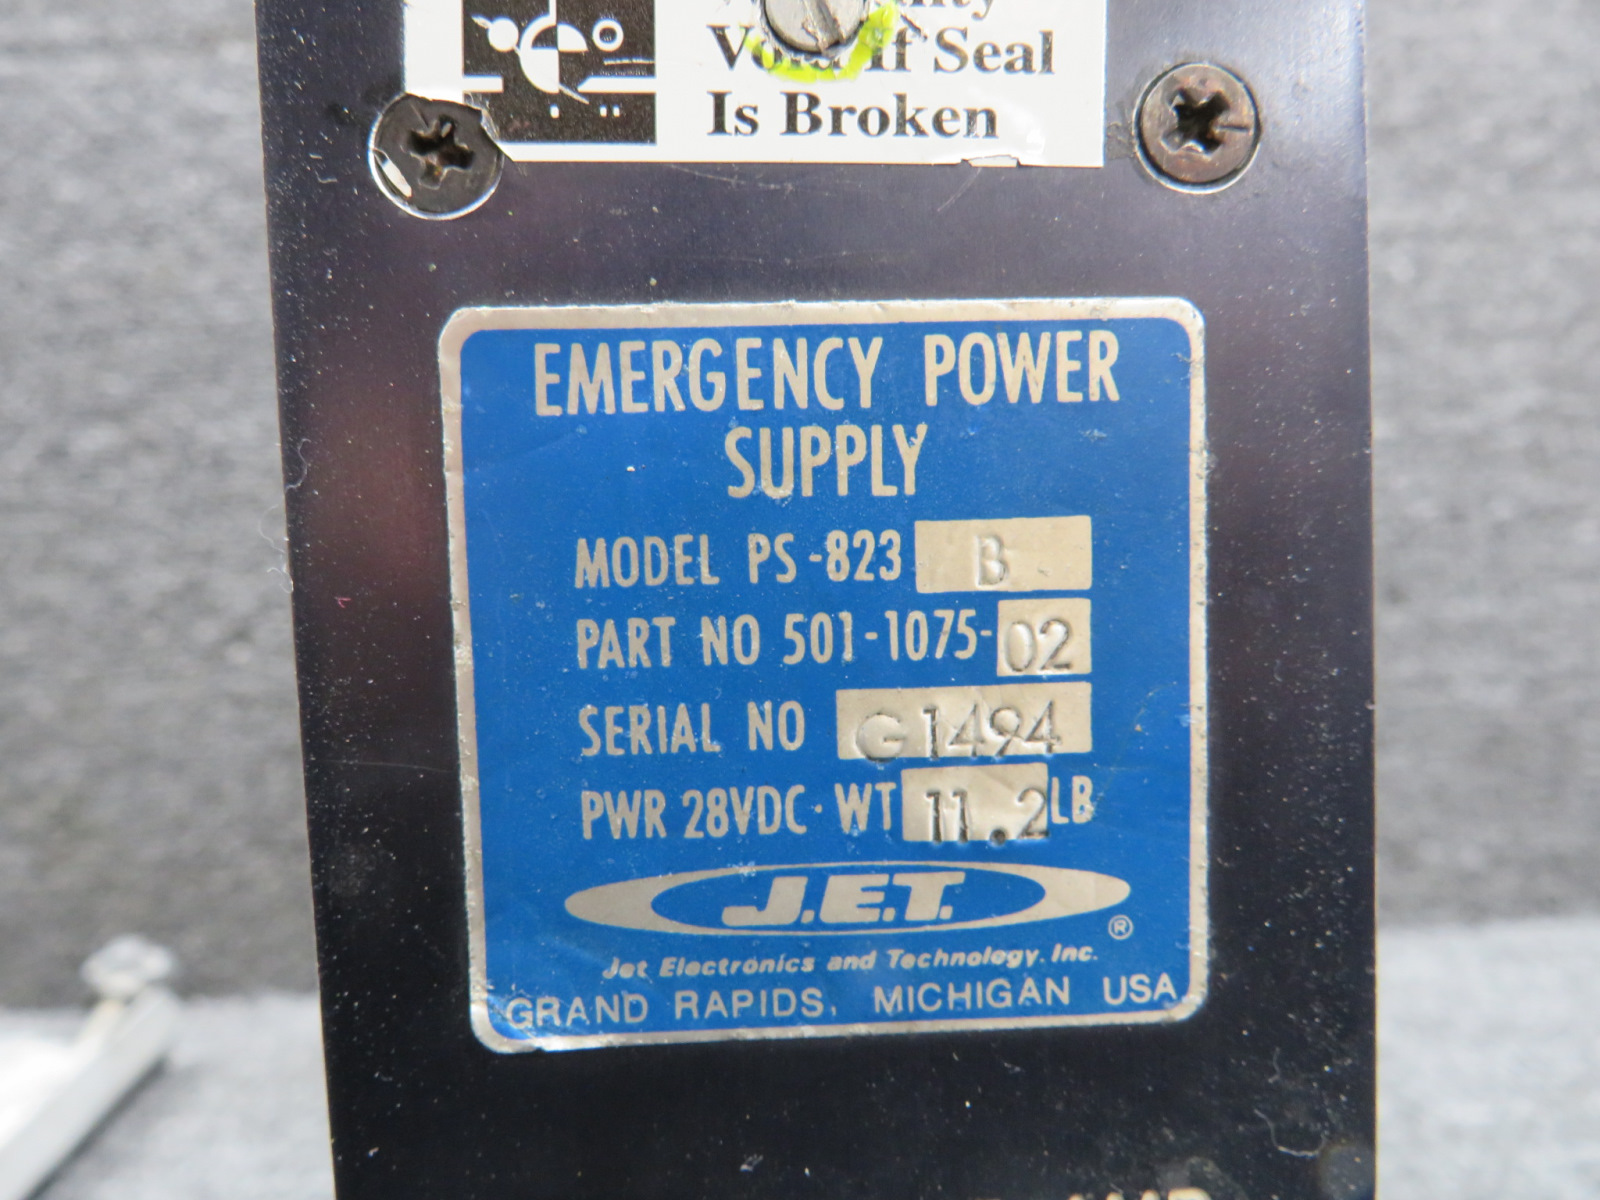 Void If Seal
Is Broken
EMERGENCY POWER
SUPPLY
MODEL PS-823 B
PART NO 501-1075-02
SERIAL NO G1494
PWR 28VDC · WT 11.2 LB
J.E.T.
®
Jet Electronics and Technology, Inc.
GRAND RAPIDS, MICHIGAN USA